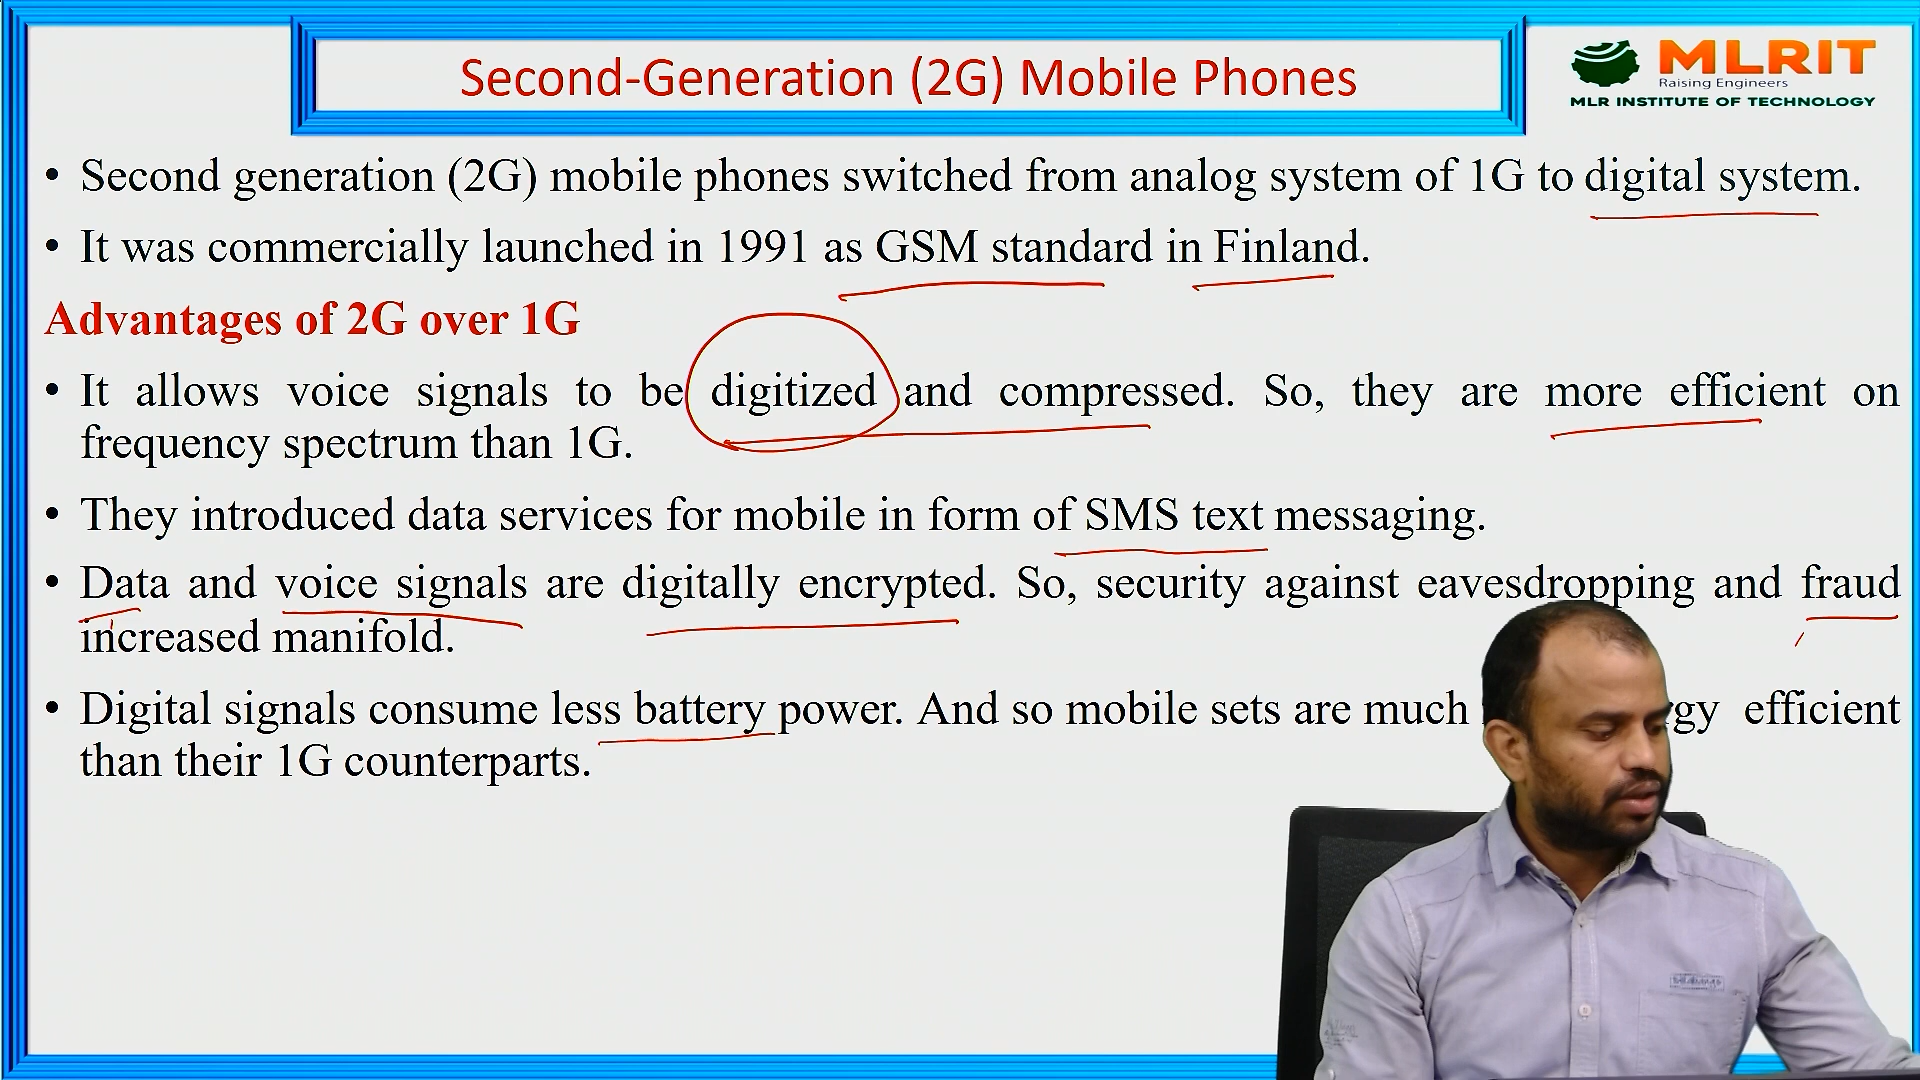 Second-Generation (2G) Mobile Phones
MLRIT
Raising Engineers
MLR INSTITUTE OF TECHNOLOGY
• Second generation (2G) mobile phones switched from analog system of 1G to digital system.
• It was commercially launched in 1991 as GSM standard in Finland.
Advantages of 2G over 1G
• It allows voice signals to be digitized and compressed. So, they are more efficient on
frequency spectrum than 1G.
• They introduced data services for mobile in form of SMS text messaging.
• Data and voice signals are digitally encrypted. So, security against eavesdropping and fraud
increased manifold.
• Digital signals consume less battery power. And so mobile sets are much efficient
than their 1G counterparts.